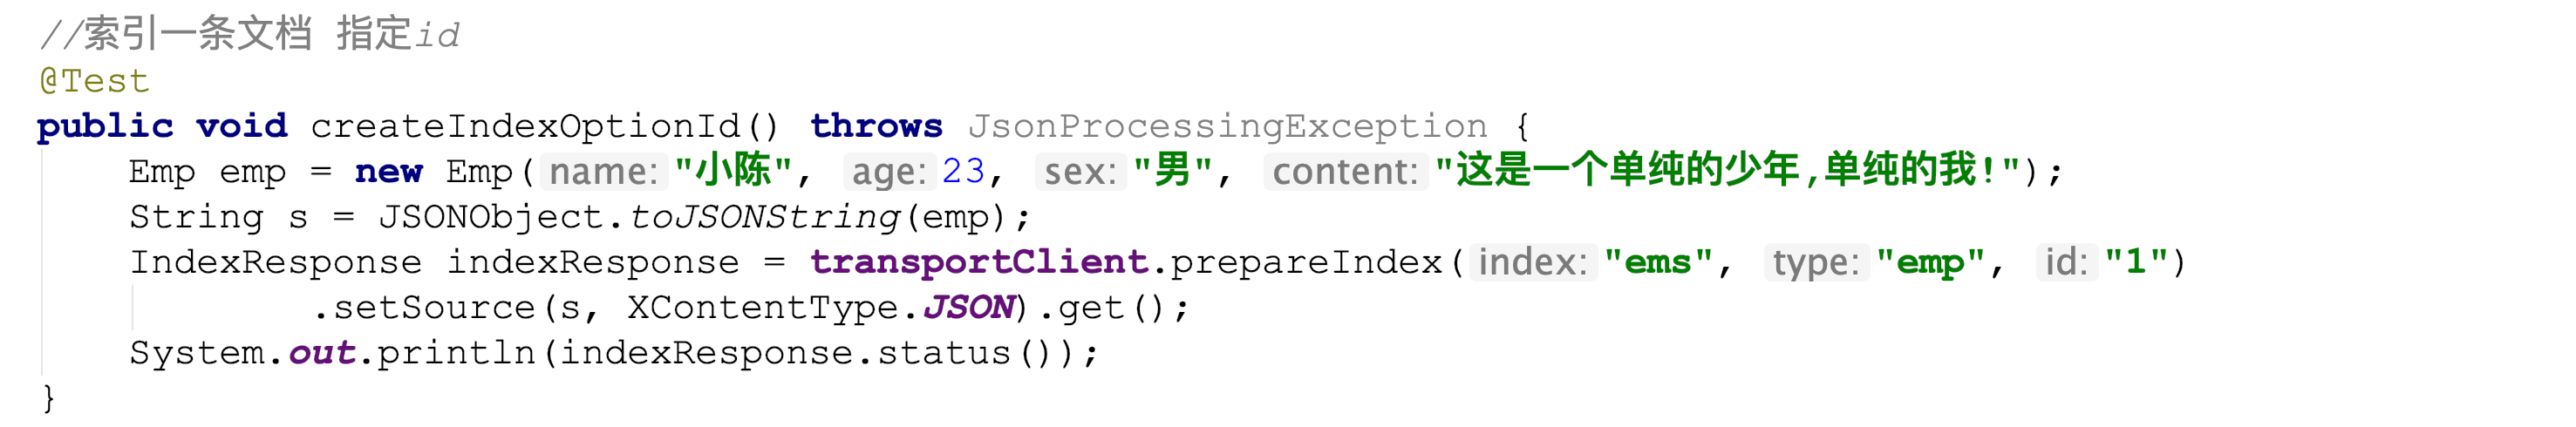 //索引一条文档 指定id
@Test
public void createIndexOptionId() throws JsonProcessingException {
    Emp emp = new Emp( name: "小陈", age: 23, sex: "男", content: "这是一个单纯的少年,单纯的我!");
    String s = JSONObject.toJSONString(emp);
    IndexResponse indexResponse = transportClient.prepareIndex( index: "ems", type: "emp", id: "1")
            .setSource(s, XContentType.JSON).get();
    System.out.println(indexResponse.status());
}